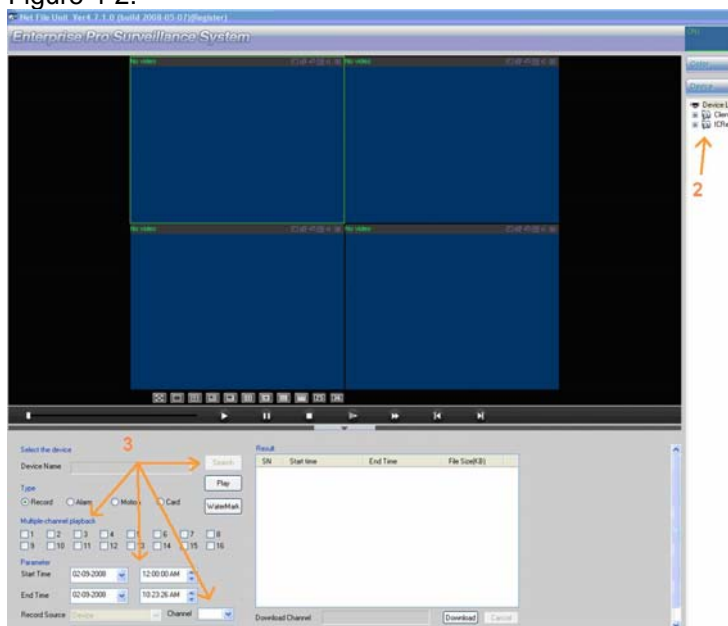 Figure 1-2.
Net File Unit Ver4.7.1.0 (build 2008-05-07)(Register)
Enterprise Pro Surveillance System
CH1
No video
No video
No video
No video
Color
Device
Device L
Clien
ICRe
2
Select the device
3
Device Name
Search
Type
Play
Record Alarm Motion Card
WaterMark
Multiple-channel playback
1 2 3 4 5 6 7 8
9 10 11 12 13 14 15 16
Parameter
Start Time 02-09-2008 12:00:00 AM
End Time 02-09-2008 10:23:26 AM
Record Source Device Channel
Result
SN Start time End Time File Size(KB)
Download Channel Download Cancel